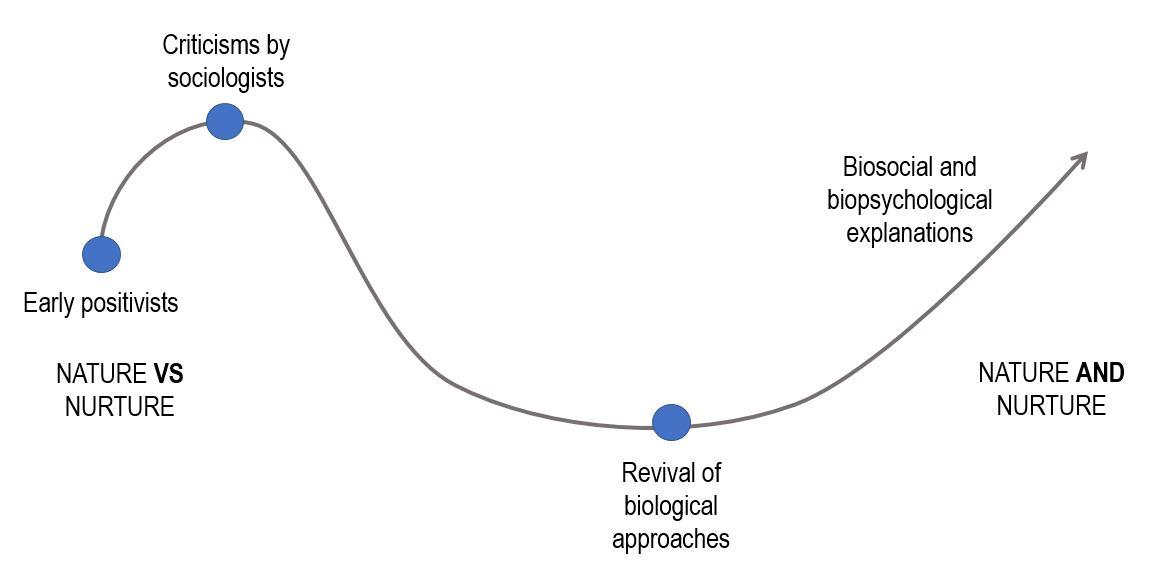 Criticisms by
sociologists
Early positivists
NATURE VS
NURTURE
Revival of
biological
approaches
Biosocial and
biopsychological
explanations
NATURE AND
NURTURE